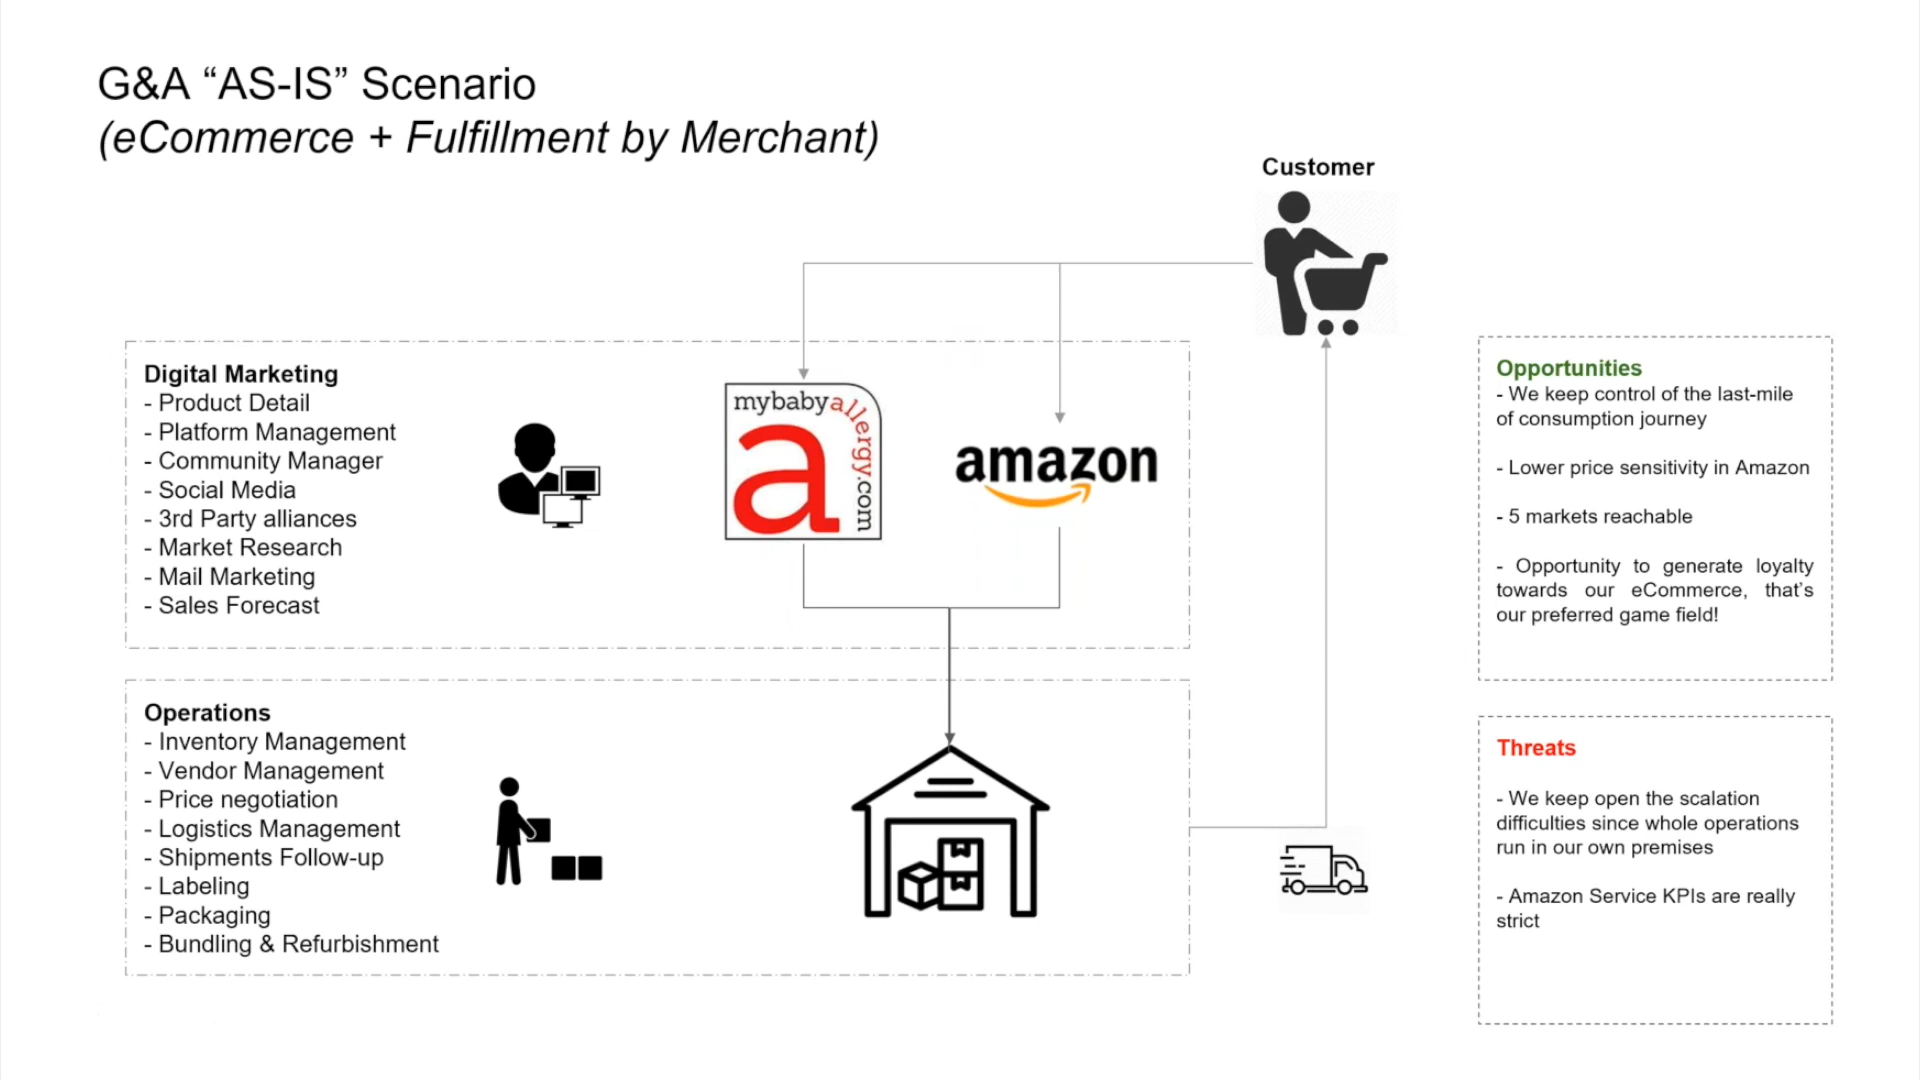 G&A “AS-IS” Scenario
(eCommerce + Fulfillment by Merchant)
Customer
Digital Marketing
- Product Detail
- Platform Management
- Community Manager
- Social Media
- 3rd Party alliances
- Market Research
- Mail Marketing
- Sales Forecast
mybabyallergy.com
a
amazon
Operations
- Inventory Management
- Vendor Management
- Price negotiation
- Logistics Management
- Shipments Follow-up
- Labeling
- Packaging
- Bundling & Refurbishment
Opportunities
- We keep control of the last-mile
of consumption journey
- Lower price sensitivity in Amazon
- 5 markets reachable
- Opportunity to generate loyalty
towards our eCommerce, that’s
our preferred game field!
Threats
- We keep open the scalation
difficulties since whole operations
run in our own premises
- Amazon Service KPIs are really
strict